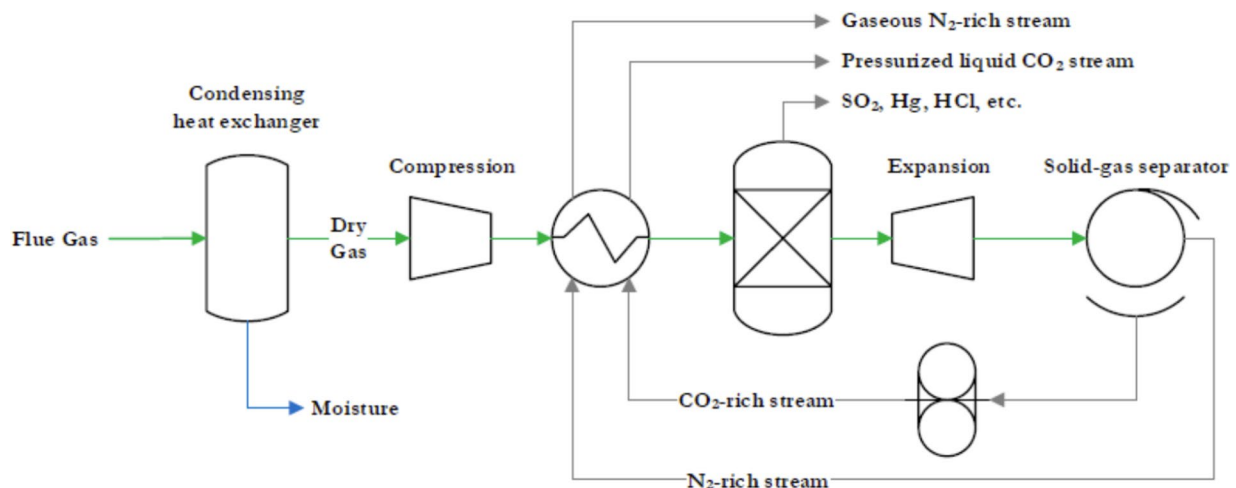 Gaseous N₂-rich stream
Pressurized liquid CO₂ stream
SO₂, Hg, HCl, etc.
Condensing
heat exchanger
Compression
Expansion
Solid-gas separator
Flue Gas
Dry
Gas
Moisture
CO₂-rich stream
N₂-rich stream